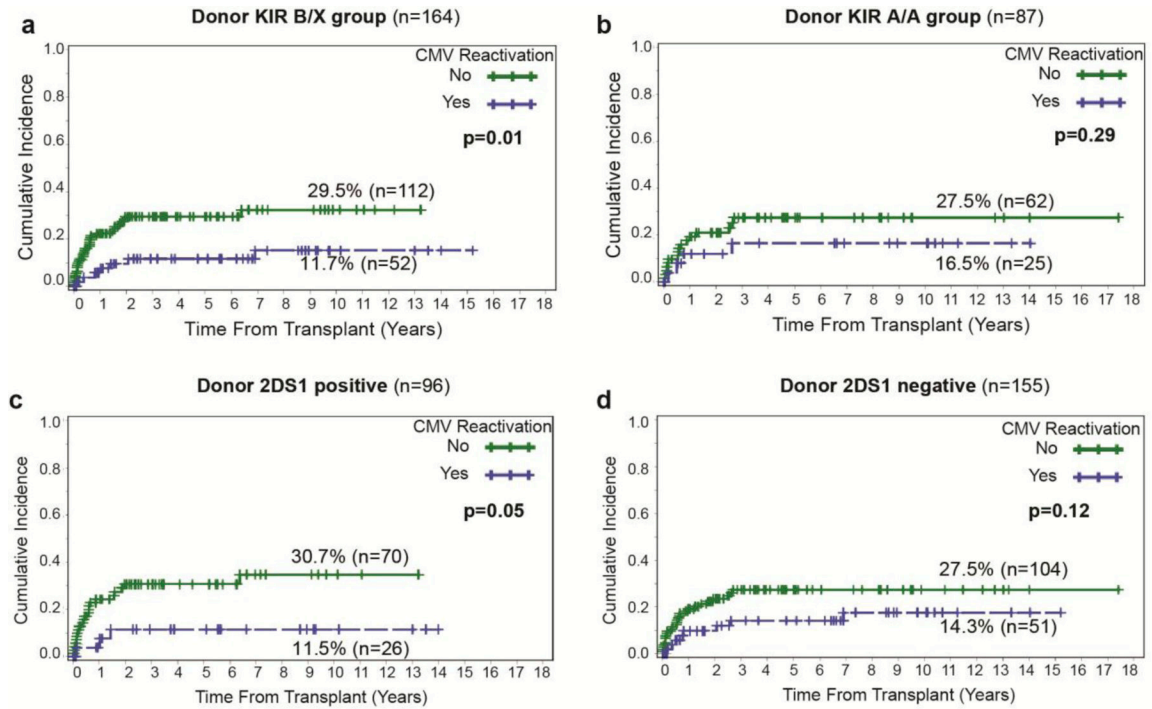 a
Donor KIR B/X group (n=164)
Cumulative Incidence
1.0
0.8
0.6
0.4
0.2
0.0
CMV Reactivation
No
Yes
p=0.01
29.5% (n=112)
11.7% (n=52)
0 1 2 3 4 5 6 7 8 9 10 11 12 13 14 15 16 17 18
Time From Transplant (Years)
b
Donor KIR A/A group (n=87)
Cumulative Incidence
1.0
0.8
0.6
0.4
0.2
0.0
CMV Reactivation
No
Yes
p=0.29
27.5% (n=62)
16.5% (n=25)
0 1 2 3 4 5 6 7 8 9 10 11 12 13 14 15 16 17 18
Time From Transplant (Years)
c
Donor 2DS1 positive (n=96)
Cumulative Incidence
1.0
0.8
0.6
0.4
0.2
0.0
CMV Reactivation
No
Yes
p=0.05
30.7% (n=70)
11.5% (n=26)
0 1 2 3 4 5 6 7 8 9 10 11 12 13 14 15 16 17 18
Time From Transplant (Years)
d
Donor 2DS1 negative (n=155)
Cumulative Incidence
1.0
0.8
0.6
0.4
0.2
0.0
CMV Reactivation
No
Yes
p=0.12
27.5% (n=104)
14.3% (n=51)
0 1 2 3 4 5 6 7 8 9 10 11 12 13 14 15 16 17 18
Time From Transplant (Years)